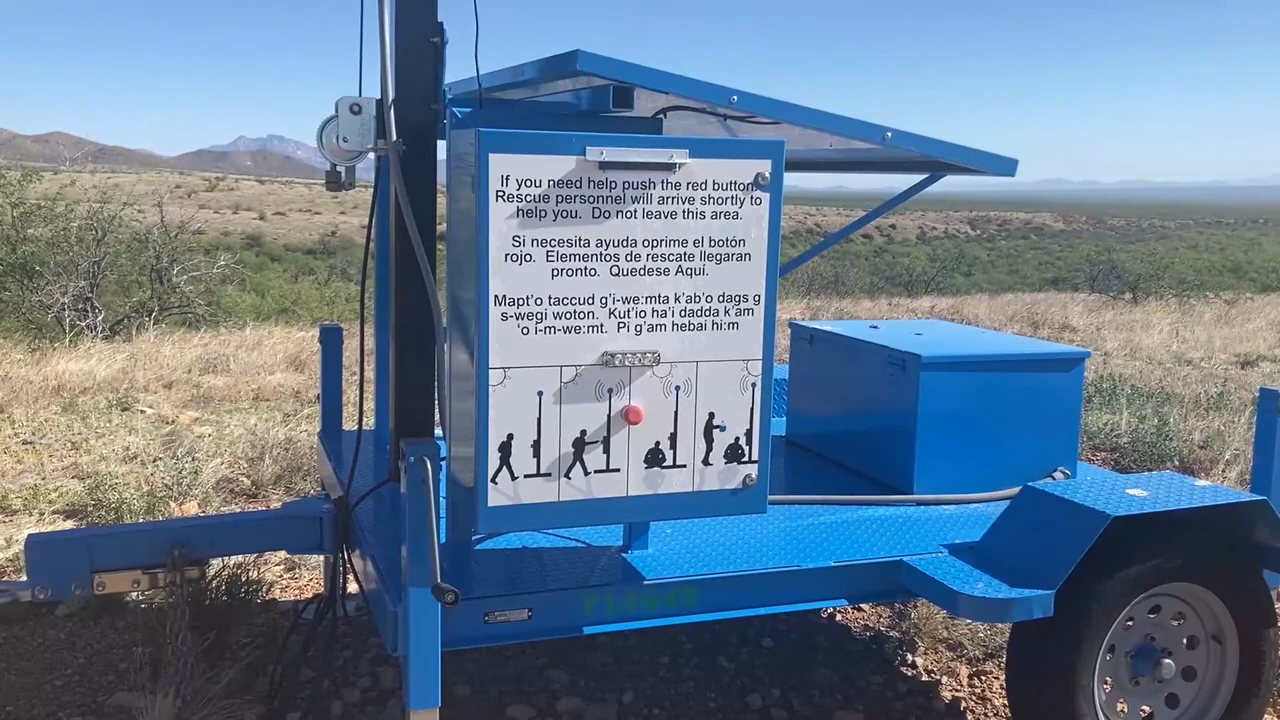 If you need help push the red button.
Rescue personnel will arrive shortly to
help you. Do not leave this area.
Si necesita ayuda oprime el botón
rojo. Elementos de rescate llegaran
pronto. Quedese Aquí.
Mapt'o taccud g'i-we:mta k'ab'o dags g
s-wegi woton. Kut'io ha'i dadda k'am
'o i-m-we:mt. Pi g'am hebai hi:m